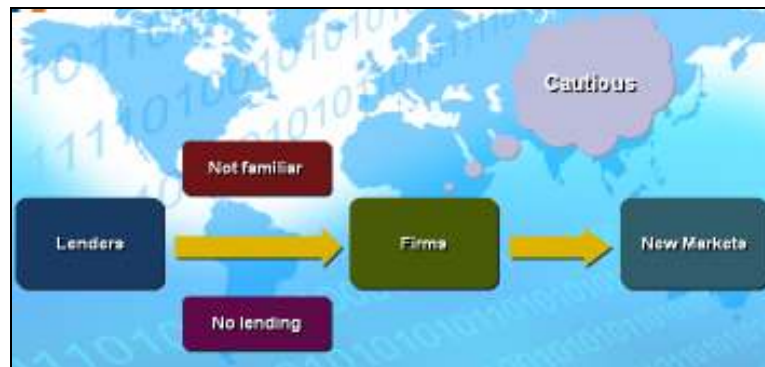 Cautious
Not familiar
Lenders
Firms
New Markets
No lending